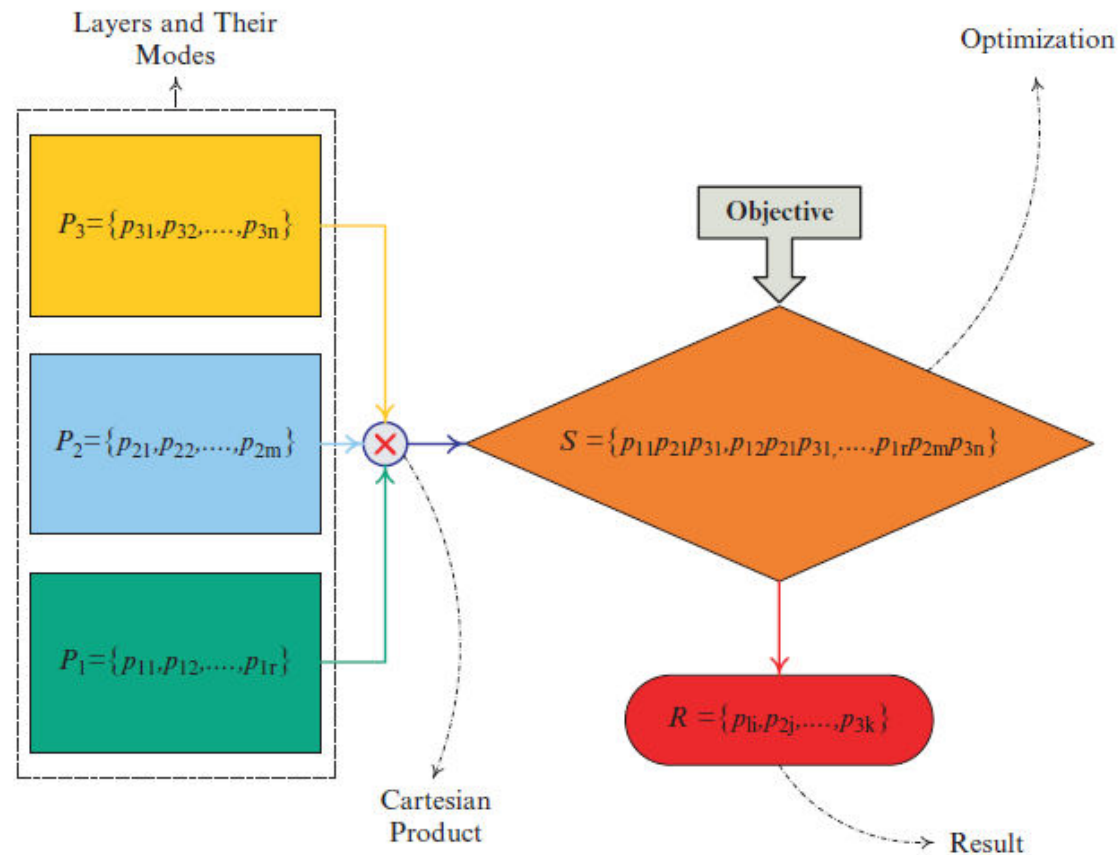 Layers and Their
Modes
Optimization
P₃={p₃₁,p₃₂,....,p₃ₙ}
Objective
P₂={p₂₁,p₂₂,....,p₂ₘ}
S ={p₁₁p₂₁p₃₁,p₁₂p₂₁p₃₁,....,p₁ᵣp₂ₘp₃ₙ}
P₁={p₁₁,p₁₂,....,p₁ᵣ}
R ={p₁ᵢ,p₂ⱼ,....,p₃ₖ}
Cartesian
Product
Result